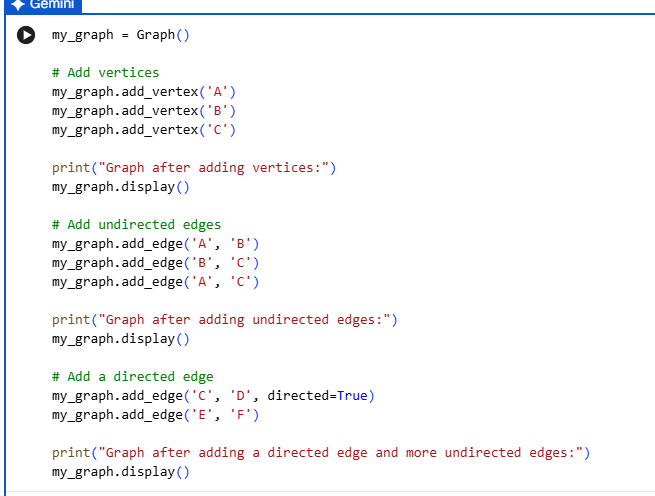 Gemini
my_graph = Graph()
# Add vertices
my_graph.add_vertex('A')
my_graph.add_vertex('B')
my_graph.add_vertex('C')
print("Graph after adding vertices:")
my_graph.display()
# Add undirected edges
my_graph.add_edge('A', 'B')
my_graph.add_edge('B', 'C')
my_graph.add_edge('A', 'C')
print("Graph after adding undirected edges:")
my_graph.display()
# Add a directed edge
my_graph.add_edge('C', 'D', directed=True)
my_graph.add_edge('E', 'F')
print("Graph after adding a directed edge and more undirected edges:")
my_graph.display()